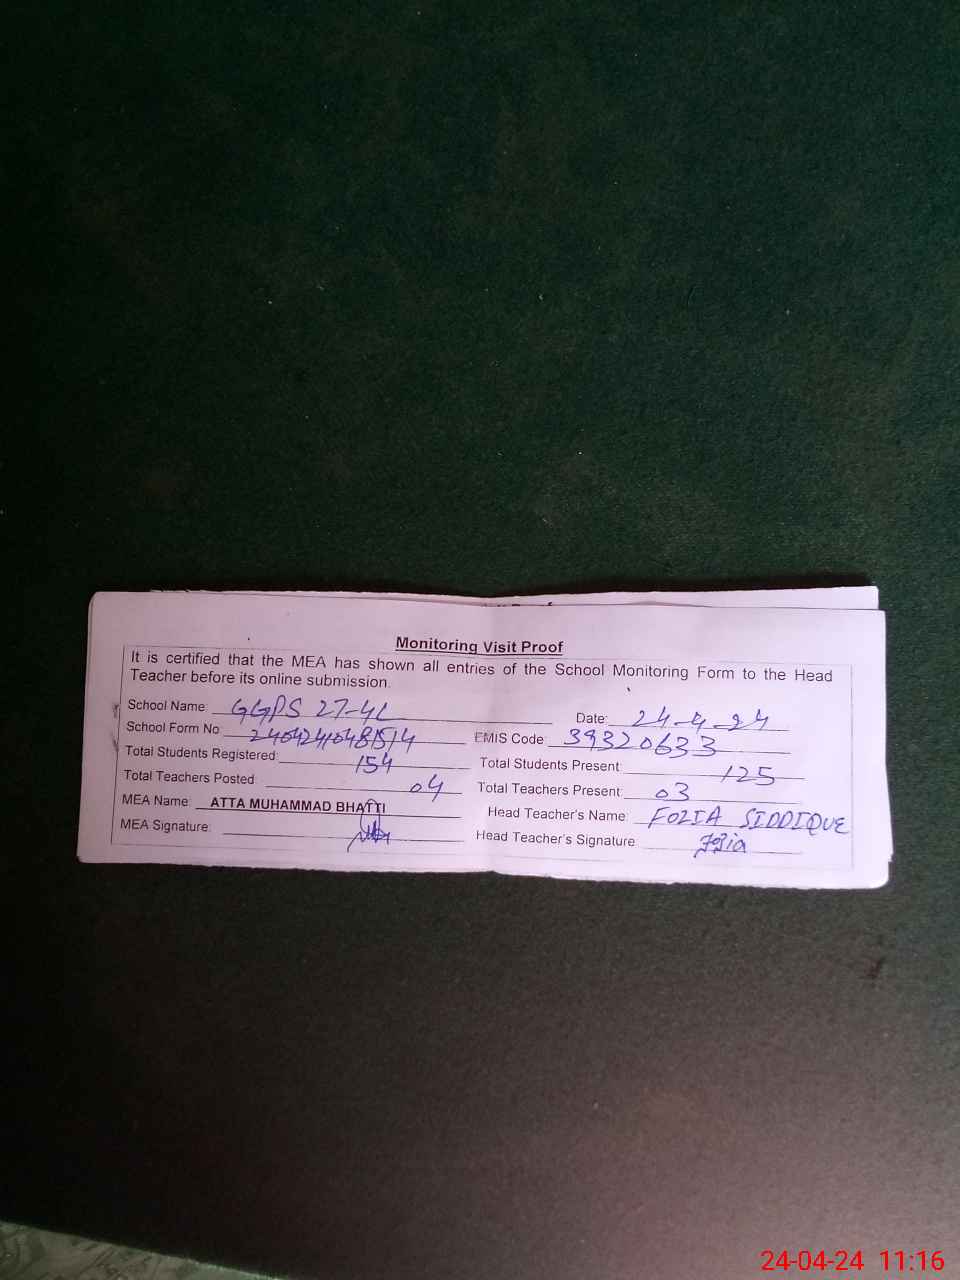 Monitoring Visit Proof
It is certified that the MEA has shown all entries of the School Monitoring Form to the Head
Teacher before its online submission.
School Name: GGPS 27-4L Date: 24-4-24
School Form No: EMIS Code: 39320633
Total Students Registered: 154 Total Students Present: 125
Total Teachers Posted: 04 Total Teachers Present: 03
MEA Name: ATTA MUHAMMAD BHATTI Head Teacher's Name: FOZIA SIDDIQUE
MEA Signature: Head Teacher's Signature Fozia
24-04-24 11:16